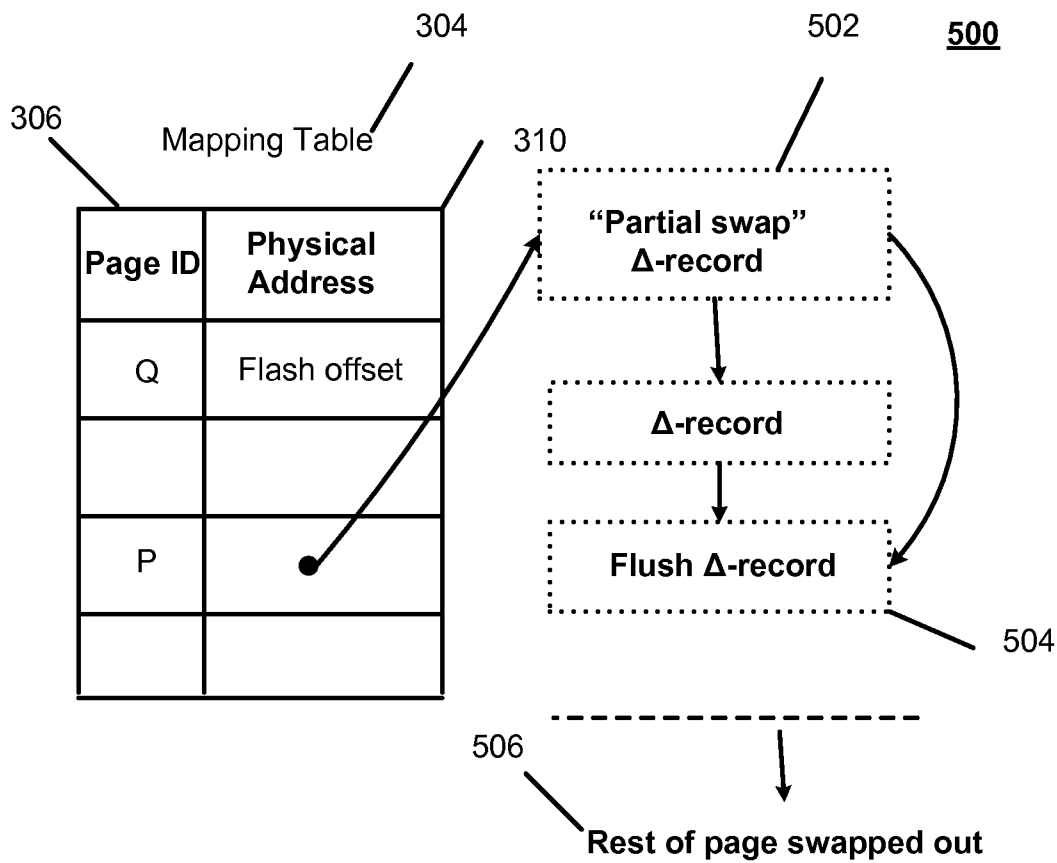 304
502
500
306
Mapping Table
310
Page ID
Physical
Address
“Partial swap”
Δ-record
Q
Flash offset
Δ-record
P
Flush Δ-record
504
506
Rest of page swapped out